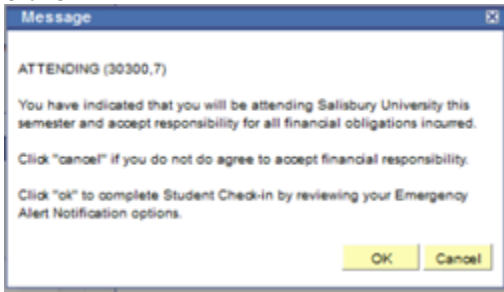 Message
ATTENDING (30300,7)
You have indicated that you will be attending Salisbury University this
semester and accept responsibility for all financial obligations incurred.
Click "cancel" if you do not do agree to accept financial responsibility.
Click "ok" to complete Student Check-in by reviewing your Emergency
Alert Notification options.
OK Cancel